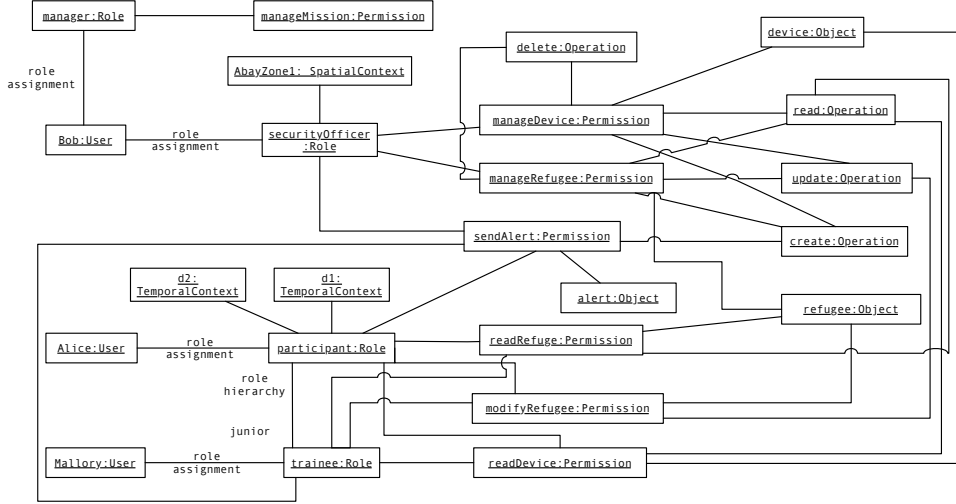 manager:Role
manageMission:Permission
device:Object
delete:Operation
role
assignment
AbayZone1: SpatialContext
read:Operation
manageDevice:Permission
Bob:User
role
assignment
securityOfficer
:Role
manageRefugee:Permission
update:Operation
sendAlert:Permission
create:Operation
d2:
TemporalContext
d1:
TemporalContext
alert:Object
refugee:Object
Alice:User
role
assignment
participant:Role
readRefuge:Permission
role
hierarchy
modifyRefugee:Permission
junior
Mallory:User
role
assignment
trainee:Role
readDevice:Permission